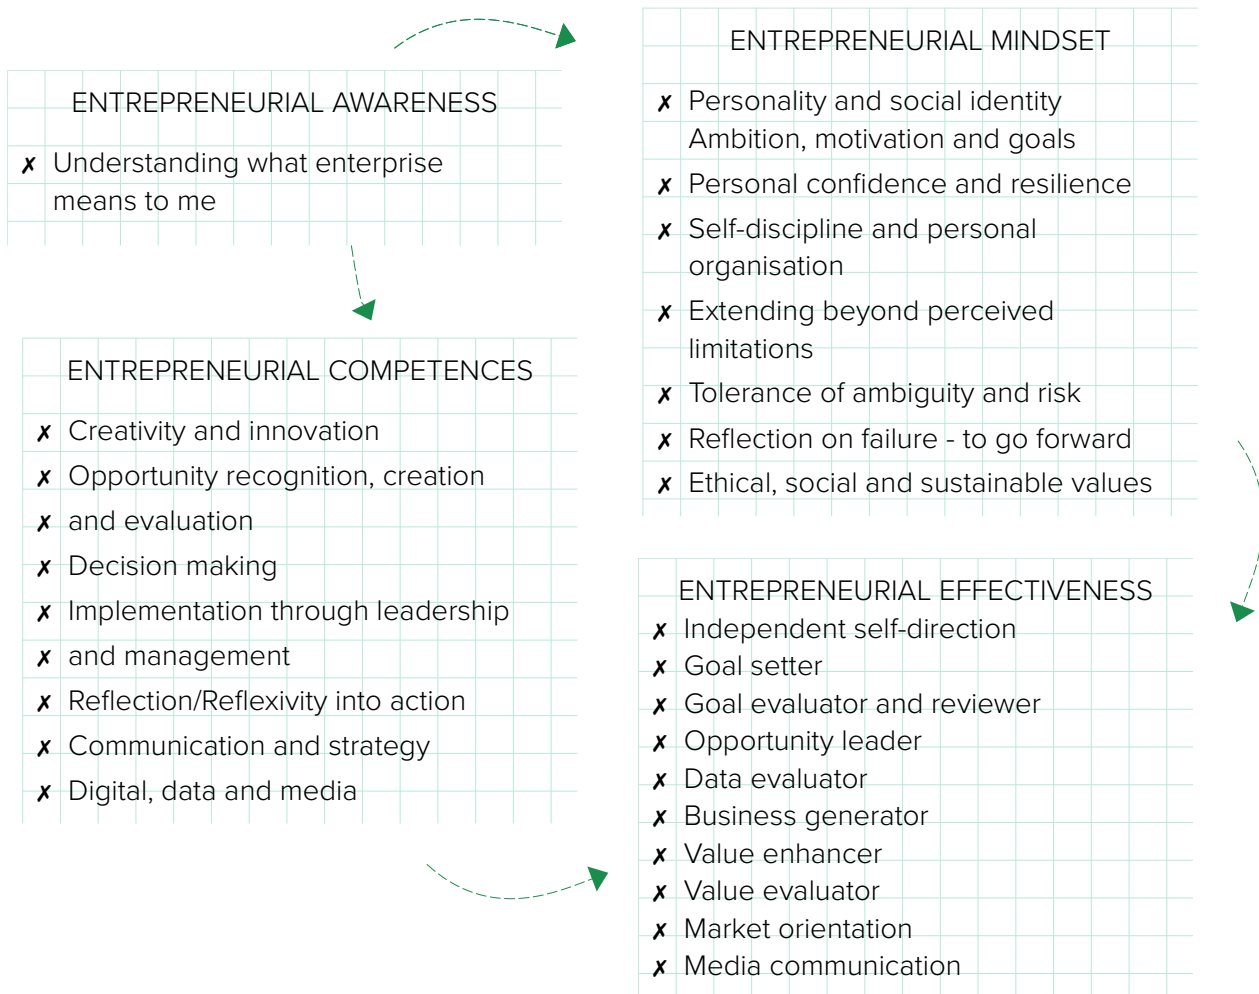 ENTREPRENEURIAL AWARENESS
✗ Understanding what enterprise
means to me
ENTREPRENEURIAL MINDSET
✗ Personality and social identity
Ambition, motivation and goals
✗ Personal confidence and resilience
✗ Self-discipline and personal
organisation
✗ Extending beyond perceived
limitations
✗ Tolerance of ambiguity and risk
✗ Reflection on failure - to go forward
✗ Ethical, social and sustainable values
ENTREPRENEURIAL COMPETENCES
✗ Creativity and innovation
✗ Opportunity recognition, creation
✗ and evaluation
✗ Decision making
✗ Implementation through leadership
✗ and management
✗ Reflection/Reflexivity into action
✗ Communication and strategy
✗ Digital, data and media
ENTREPRENEURIAL EFFECTIVENESS
✗ Independent self-direction
✗ Goal setter
✗ Goal evaluator and reviewer
✗ Opportunity leader
✗ Data evaluator
✗ Business generator
✗ Value enhancer
✗ Value evaluator
✗ Market orientation
✗ Media communication